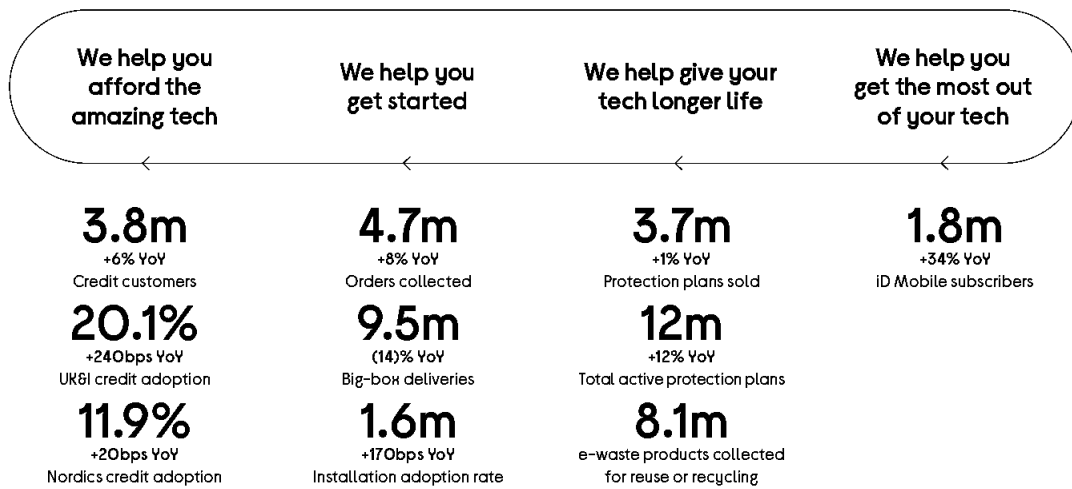 We help you
afford the
amazing tech
We help you
get started
We help give your
tech longer life
We help you
get the most out
of your tech
3.8m
+6% YoY
Credit customers
20.1%
+240bps YoY
UK&I credit adoption
11.9%
+20bps YoY
Nordics credit adoption
4.7m
+8% YoY
Orders collected
9.5m
(14)% YoY
Big-box deliveries
1.6m
+170bps YoY
Installation adoption rate
3.7m
+1% YoY
Protection plans sold
12m
+12% YoY
Total active protection plans
8.1m
e-waste products collected
for reuse or recycling
1.8m
+34% YoY
iD Mobile subscribers